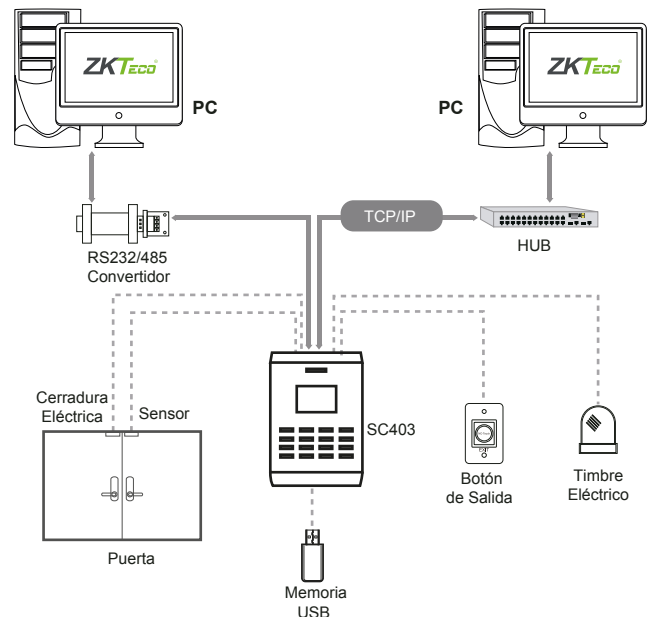 ZKTeco
ZKTeco
PC
PC
TCP/IP
HUB
RS232/485
Convertidor
Cerradura
Eléctrica
Sensor
SC403
EXIT
Botón
de Salida
Timbre
Eléctrico
Puerta
Memoria
USB